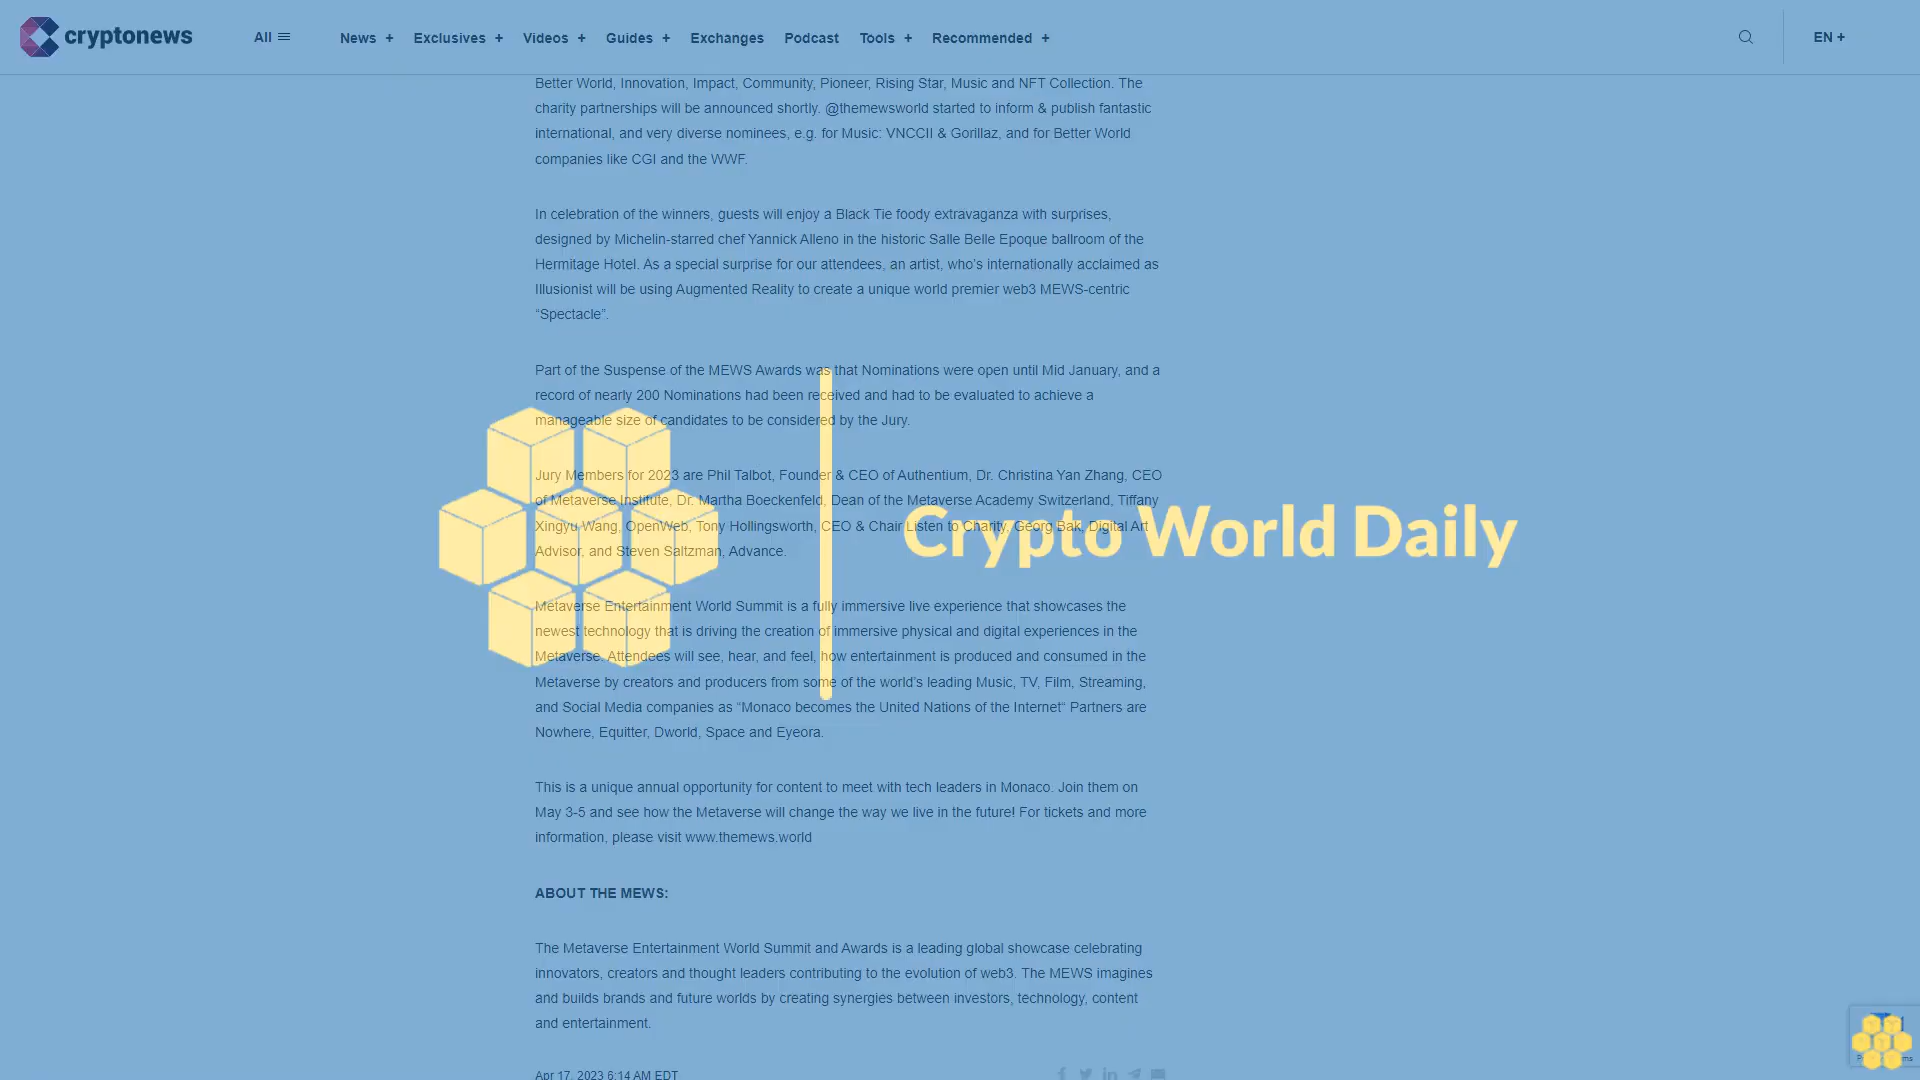 cryptonews
All
News + Exclusives + Videos + Guides + Exchanges Podcast Tools + Recommended +
EN +
Better World, Innovation, Impact, Community, Pioneer, Rising Star, Music and NFT Collection. The
charity partnerships will be announced shortly. @themewsworld started to inform & publish fantastic
international, and very diverse nominees, e.g. for Music: VNCCII & Gorillaz, and for Better World
companies like CGI and the WWF.
In celebration of the winners, guests will enjoy a Black Tie foody extravaganza with surprises,
designed by Michelin-starred chef Yannick Alleno in the historic Salle Belle Epoque ballroom of the
Hermitage Hotel. As a special surprise for our attendees, an artist, who's internationally acclaimed as
Illusionist will be using Augmented Reality to create a unique world premier web3 MEWS-centric
“Spectacle”.
Part of the Suspense of the MEWS Awards was that Nominations were open until Mid January, and a
record of nearly 200 Nominations had been received and had to be evaluated to achieve a
manageable size of candidates to be considered by the Jury.
Jury Members for 2023 are Phil Talbot, Founder & CEO of Authentium, Dr. Christina Yan Zhang, CEO
of Metaverse Institute, Dr. Martha Boeckenfeld, Dean of the Metaverse Academy Switzerland, Tiffany
Xingyu Wang, OpenWeb, Tony Hollingsworth, CEO & Chair Listen to Charity, Georg Bak, Digital Art
Advisor, and Steven Saltzman, Advance.
Crypto World Daily
Metaverse Entertainment World Summit is a fully immersive live experience that showcases the
newest technology that is driving the creation of immersive physical and digital experiences in the
Metaverse. Attendees will see, hear, and feel, how entertainment is produced and consumed in the
Metaverse by creators and producers from some of the world's leading Music, TV, Film, Streaming,
and Social Media companies as “Monaco becomes the United Nations of the Internet“ Partners are
Nowhere, Equitter, Dworld, Space and Eyeora.
This is a unique annual opportunity for content to meet with tech leaders in Monaco. Join them on
May 3-5 and see how the Metaverse will change the way we live in the future! For tickets and more
information, please visit www.themews.world
ABOUT THE MEWS:
The Metaverse Entertainment World Summit and Awards is a leading global showcase celebrating
innovators, creators and thought leaders contributing to the evolution of web3. The MEWS imagines
and builds brands and future worlds by creating synergies between investors, technology, content
and entertainment.
Apr 17, 2023 6:14 AM EDT